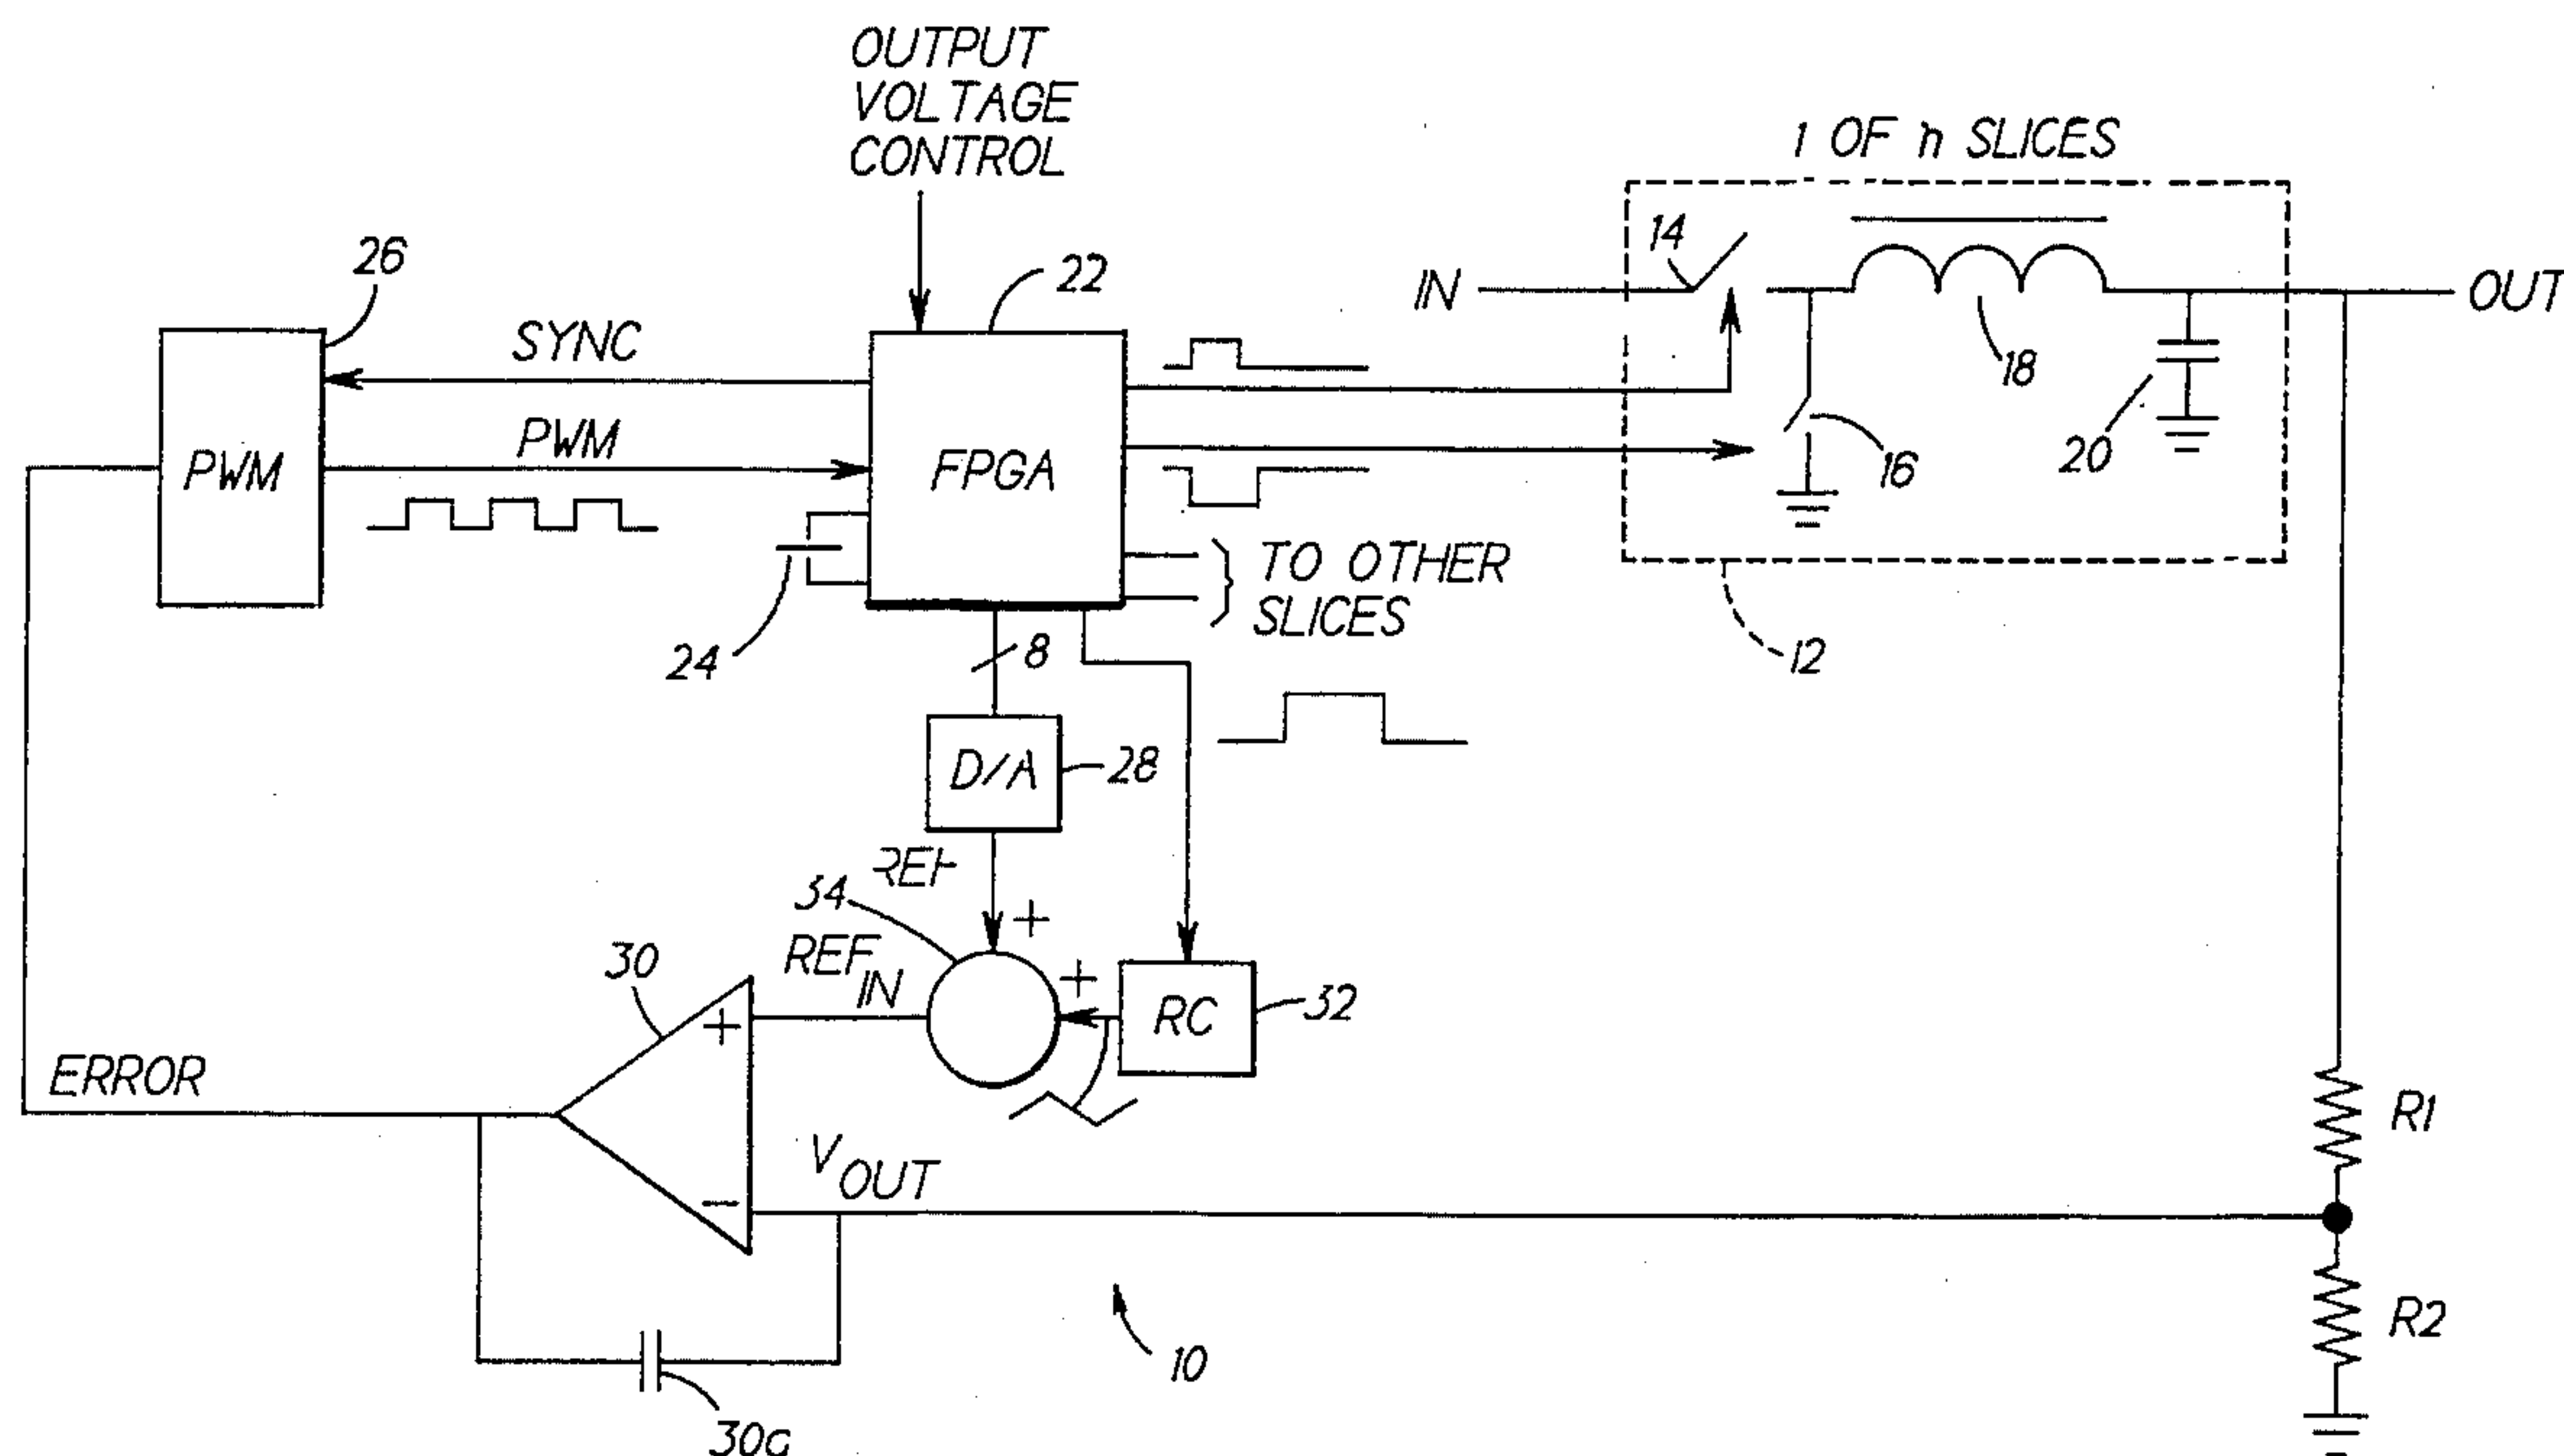 OUTPUT
VOLTAGE
CONTROL
1 OF n SLICES
26
22
14
IN
OUT
SYNC
18
PWM
PWM
FPGA
16
20
TO OTHER
SLICES
24
8
12
D/A
28
REF
34
30
REF IN
+
+
+
RC
32
ERROR
R1
VOUT
−
R2
10
30a